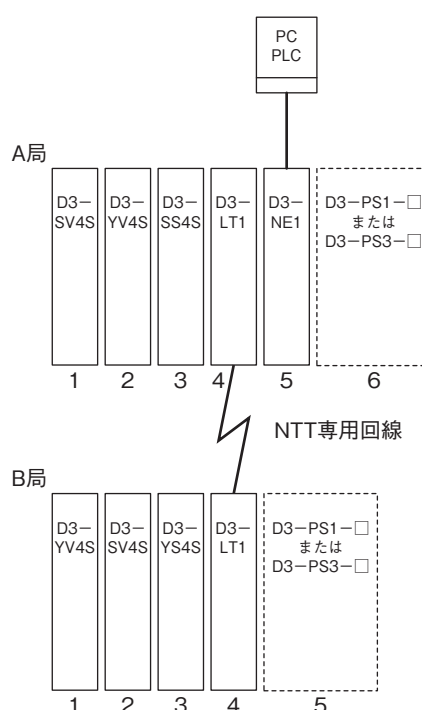 PC
PLC
A局
D3－
SV4S
D3－
YV4S
D3－
SS4S
D3－
LT1
D3－
NE1
D3－PS1－□
または
D3－PS3－□
1 2 3 4 5 6
NTT専用回線
B局
D3－
YV4S
D3－
SV4S
D3－
YS4S
D3－
LT1
D3－PS1－□
または
D3－PS3－□
1 2 3 4 5